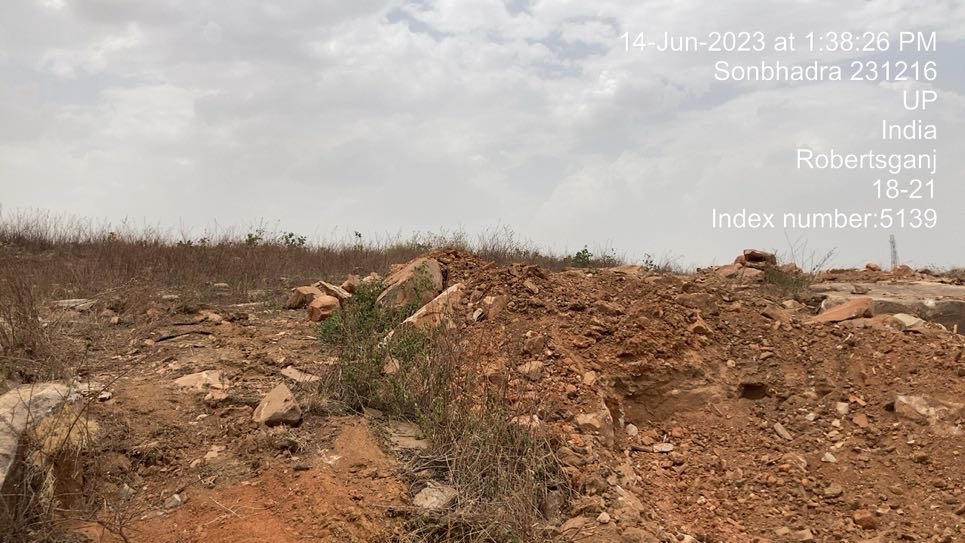 14-Jun-2023 at 1:38:26 PM
Sonbhadra 231216
UP
India
Robertsganj
18-21
Index number:5139